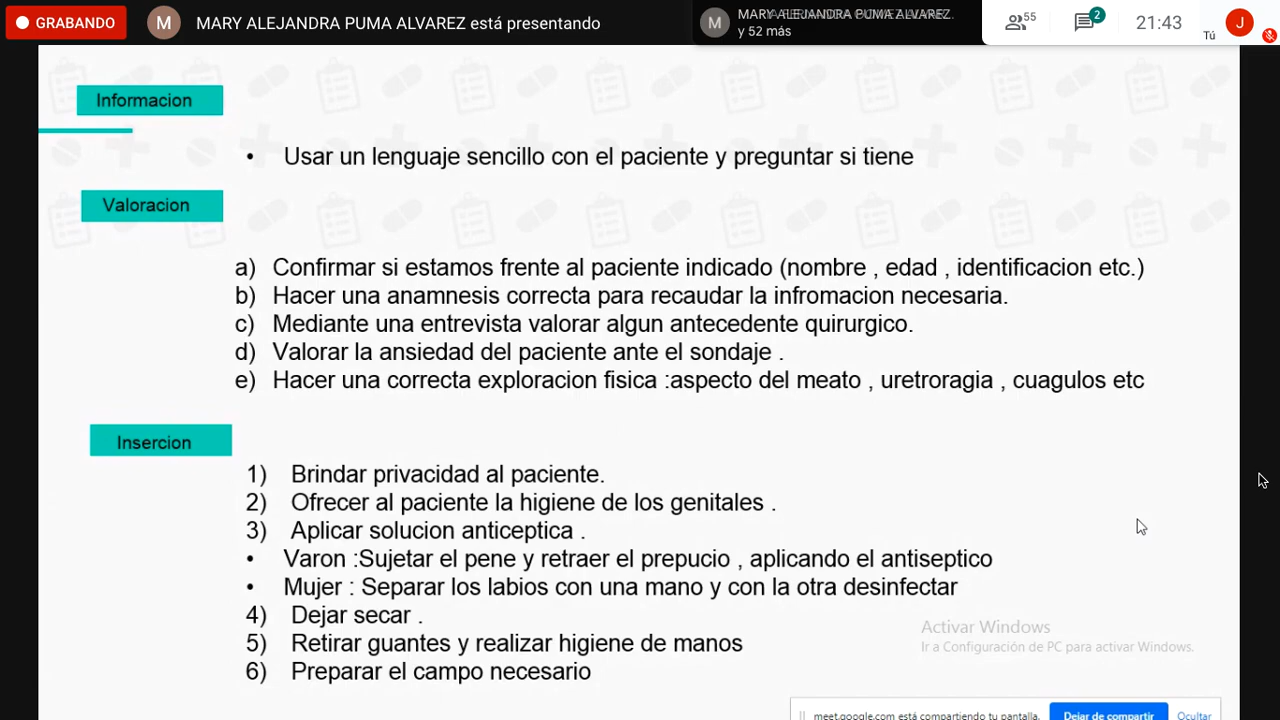 GRABANDO
M
MARY ALEJANDRA PUMA ALVAREZ está presentando
M
MARY ALEJANDRA PUMA ALVAREZ.
y 52 más
55
2
21:43
Tú
J
Informacion
• Usar un lenguaje sencillo con el paciente y preguntar si tiene
Valoracion
a) Confirmar si estamos frente al paciente indicado (nombre , edad , identificacion etc.)
b) Hacer una anamnesis correcta para recaudar la infromacion necesaria.
c) Mediante una entrevista valorar algun antecedente quirurgico.
d) Valorar la ansiedad del paciente ante el sondaje .
e) Hacer una correcta exploracion fisica :aspecto del meato , uretroragia , cuagulos etc
Insercion
1) Brindar privacidad al paciente.
2) Ofrecer al paciente la higiene de los genitales .
3) Aplicar solucion anticeptica .
• Varon :Sujetar el pene y retraer el prepucio , aplicando el antiseptico
• Mujer : Separar los labios con una mano y con la otra desinfectar
4) Dejar secar .
5) Retirar guantes y realizar higiene de manos
6) Preparar el campo necesario
Activar Windows
Ir a Configuración de PC para activar Windows.
meet.google.com está compartiendo tu pantalla.
Dejar de compartir
Ocultar